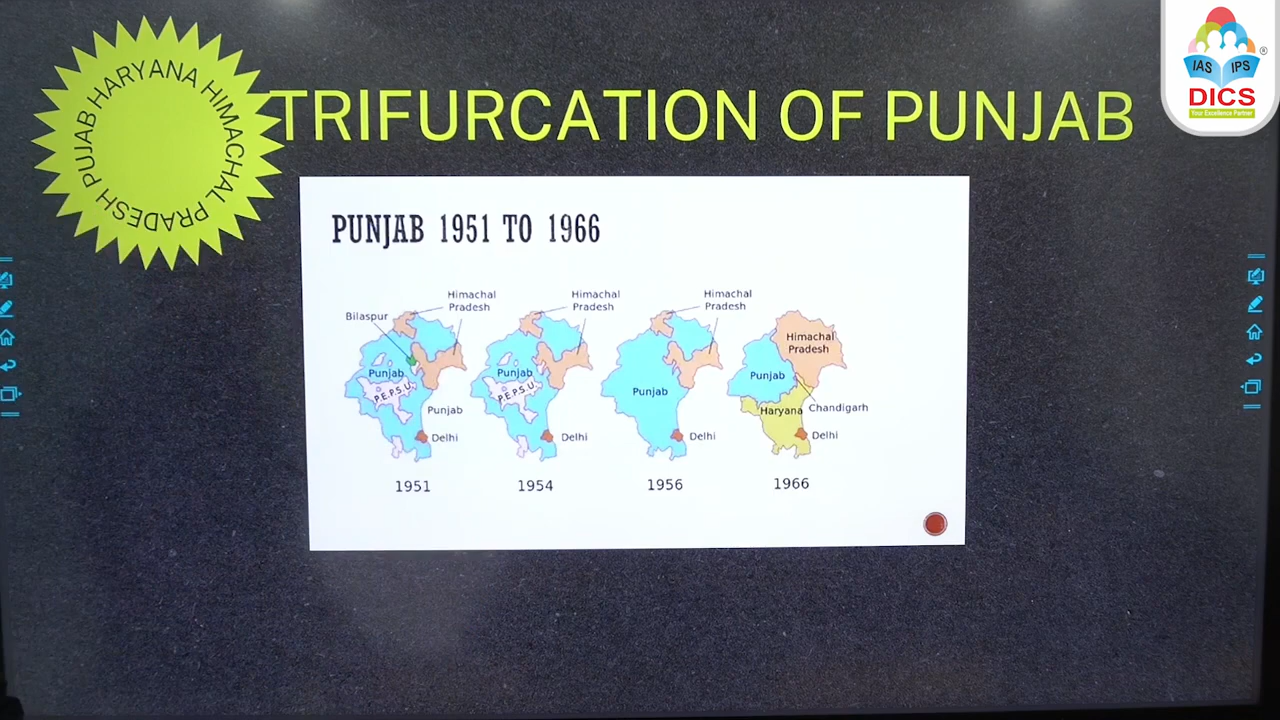 PUJAB HARYANA HIMACHAL PRADESH
TRIFURCATION OF PUNJAB
IAS IPS
®
DICS
Your Excellence Partner
PUNJAB 1951 TO 1966
Himachal
Pradesh
Bilaspur
Punjab
P.E.P.S.U.
Punjab
Delhi
1951
Himachal
Pradesh
Punjab
P.E.P.S.U.
Delhi
1954
Himachal
Pradesh
Punjab
Delhi
1956
Himachal
Pradesh
Punjab
Haryana
Chandigarh
Delhi
1966